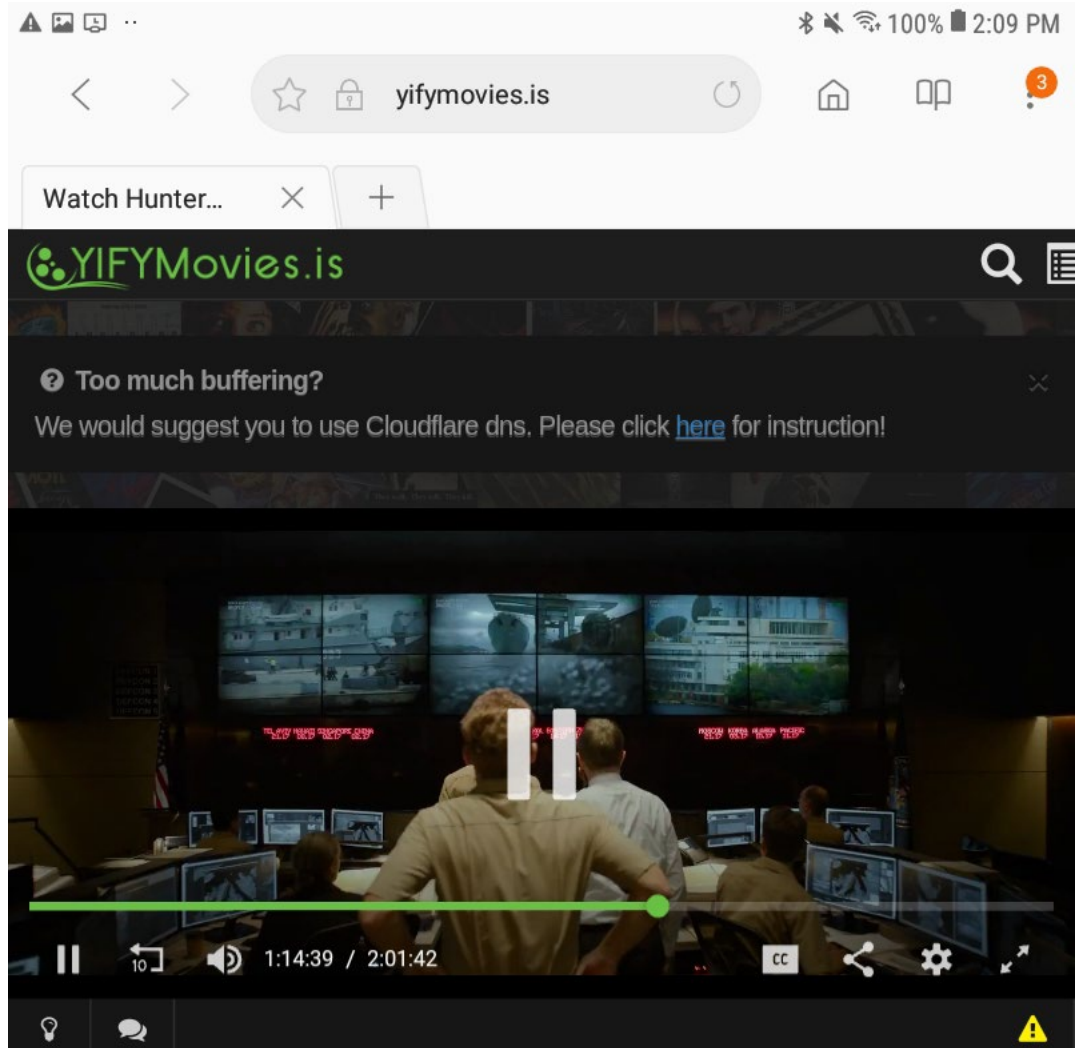 100% 2:09 PM
yifymovies.is
3
Watch Hunter...
YIFYMovies.is
Too much buffering?
We would suggest you to use Cloudflare dns. Please click here for instruction!
10
1:14:39 / 2:01:42
CC